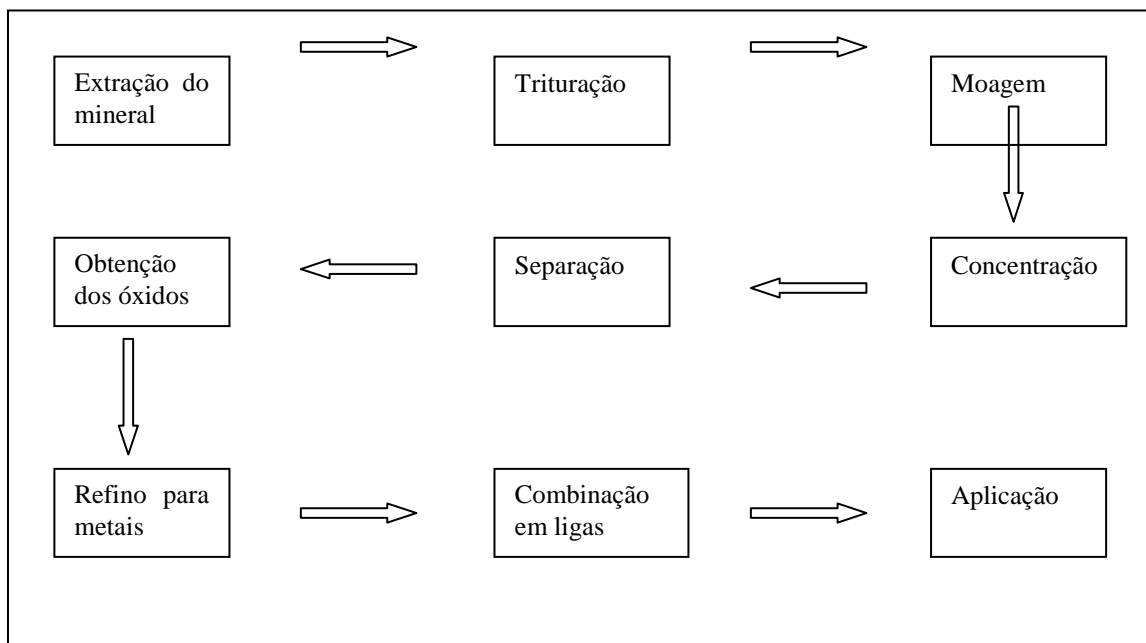 Extração do
mineral
Trituração
Moagem
Concentração
Separação
Obtenção
dos óxidos
Refino para
metais
Combinação
em ligas
Aplicação